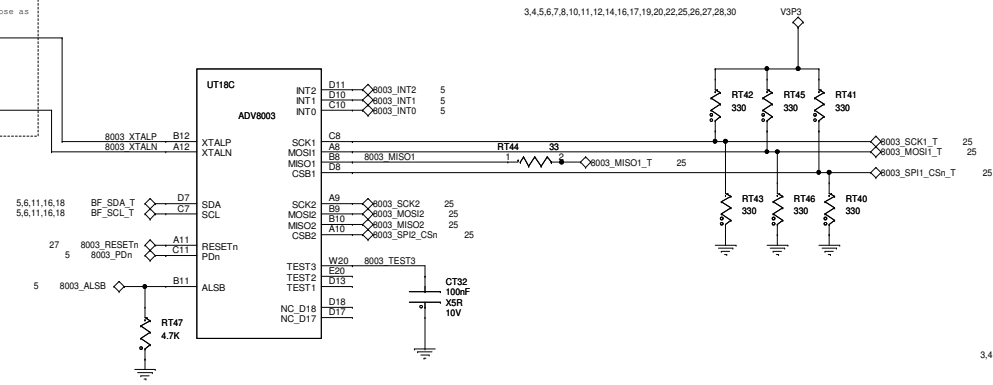 ose as
3,4,5,6,7,8,10,11,12,14,16,17,19,20,22,25,26,27,28,30
V3P3
UT18C
ADV8003
INT2 D11 8003_INT2 5
INT1 D10 8003_INT1 5
INT0 C10 8003_INT0 5
RT42 330
RT45 330
RT41 330
8003_XTALP B12 XTALP
8003_XTALN A12 XTALN
SCK1 C8 8003_SCK1_T 25
MOSI1 A8 8003_MOSI1_T 25
MISO1 B8 8003_MISO1 1 RT44 33 2 8003_MISO1_T 25
CSB1 D8 8003_SPI1_CSn_T 25
5,6,11,16,18 BF_SDA_T D7 SDA
5,6,11,16,18 BF_SCL_T C7 SCL
SCK2 A9 8003_SCK2 25
MOSI2 B9 8003_MOSI2 25
MISO2 B10 8003_MISO2 25
CSB2 A10 8003_SPI2_CSn 25
RT43 330
RT46 330
RT40 330
27 8003_RESETn A11 RESETn
5 8003_PDn C11 PDn
TEST3 W20 8003_TEST3
TEST2 E20
TEST1 D13
5 8003_ALSB B11 ALSB
CT32
100nF
X5R
10V
NC_D18 D18
NC_D17 D17
RT47
4.7K
3,4